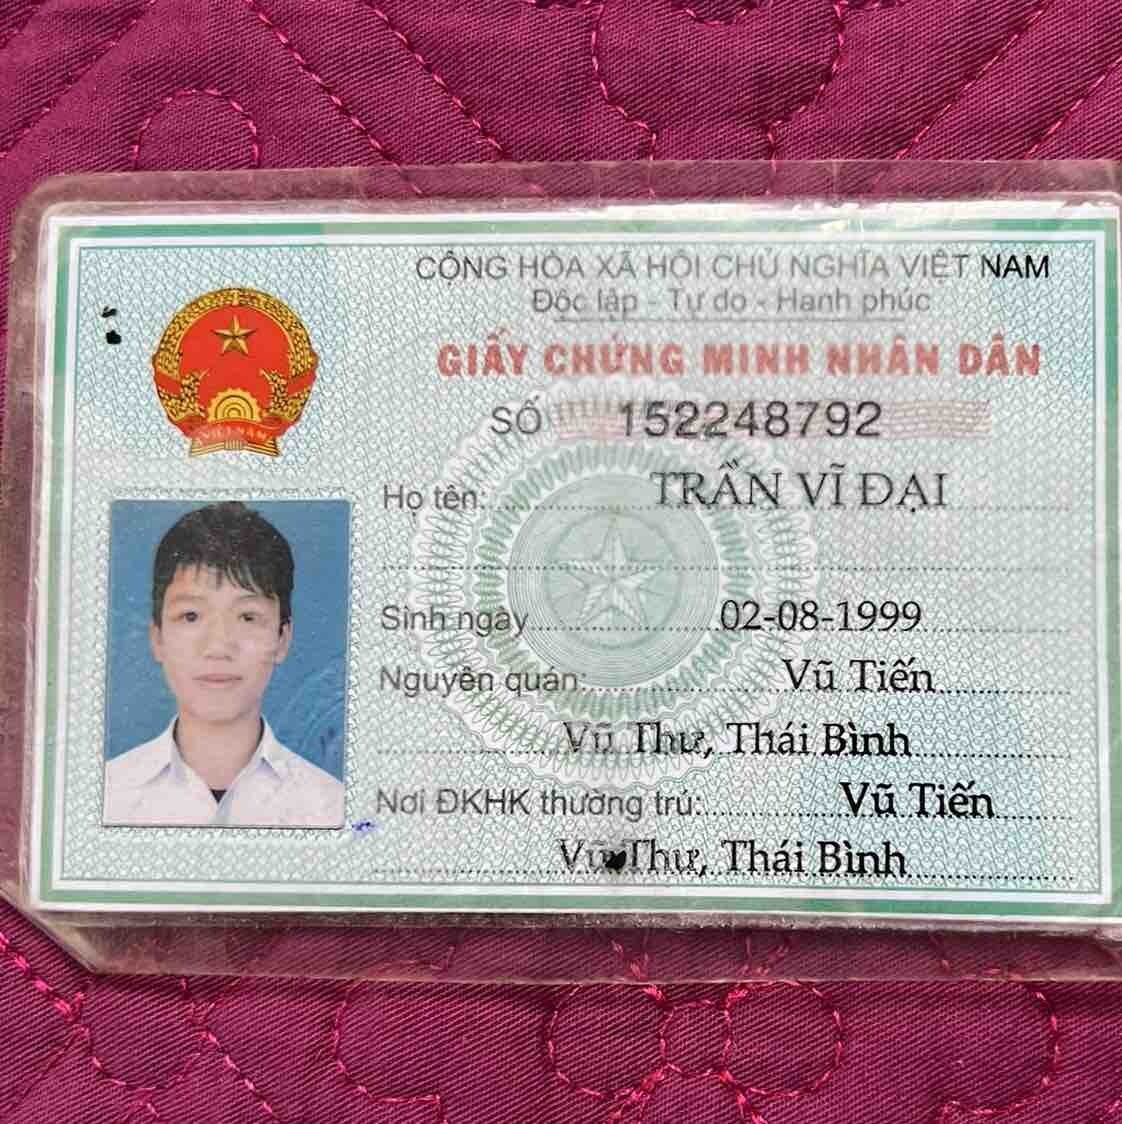 CỘNG HÒA XÃ HỘI CHỦ NGHĨA VIỆT NAM
Độc lập - Tự do - Hạnh phúc
GIẤY CHỨNG MINH NHÂN DÂN
SỐ 152248792
Họ tên: TRẦN VĨ ĐẠI
Sinh ngày 02-08-1999
Nguyên quán: Vũ Tiến
Vũ Thư, Thái Bình
Nơi ĐKHK thường trú: Vũ Tiến
Vũ Thư, Thái Bình
VIỆT NAM